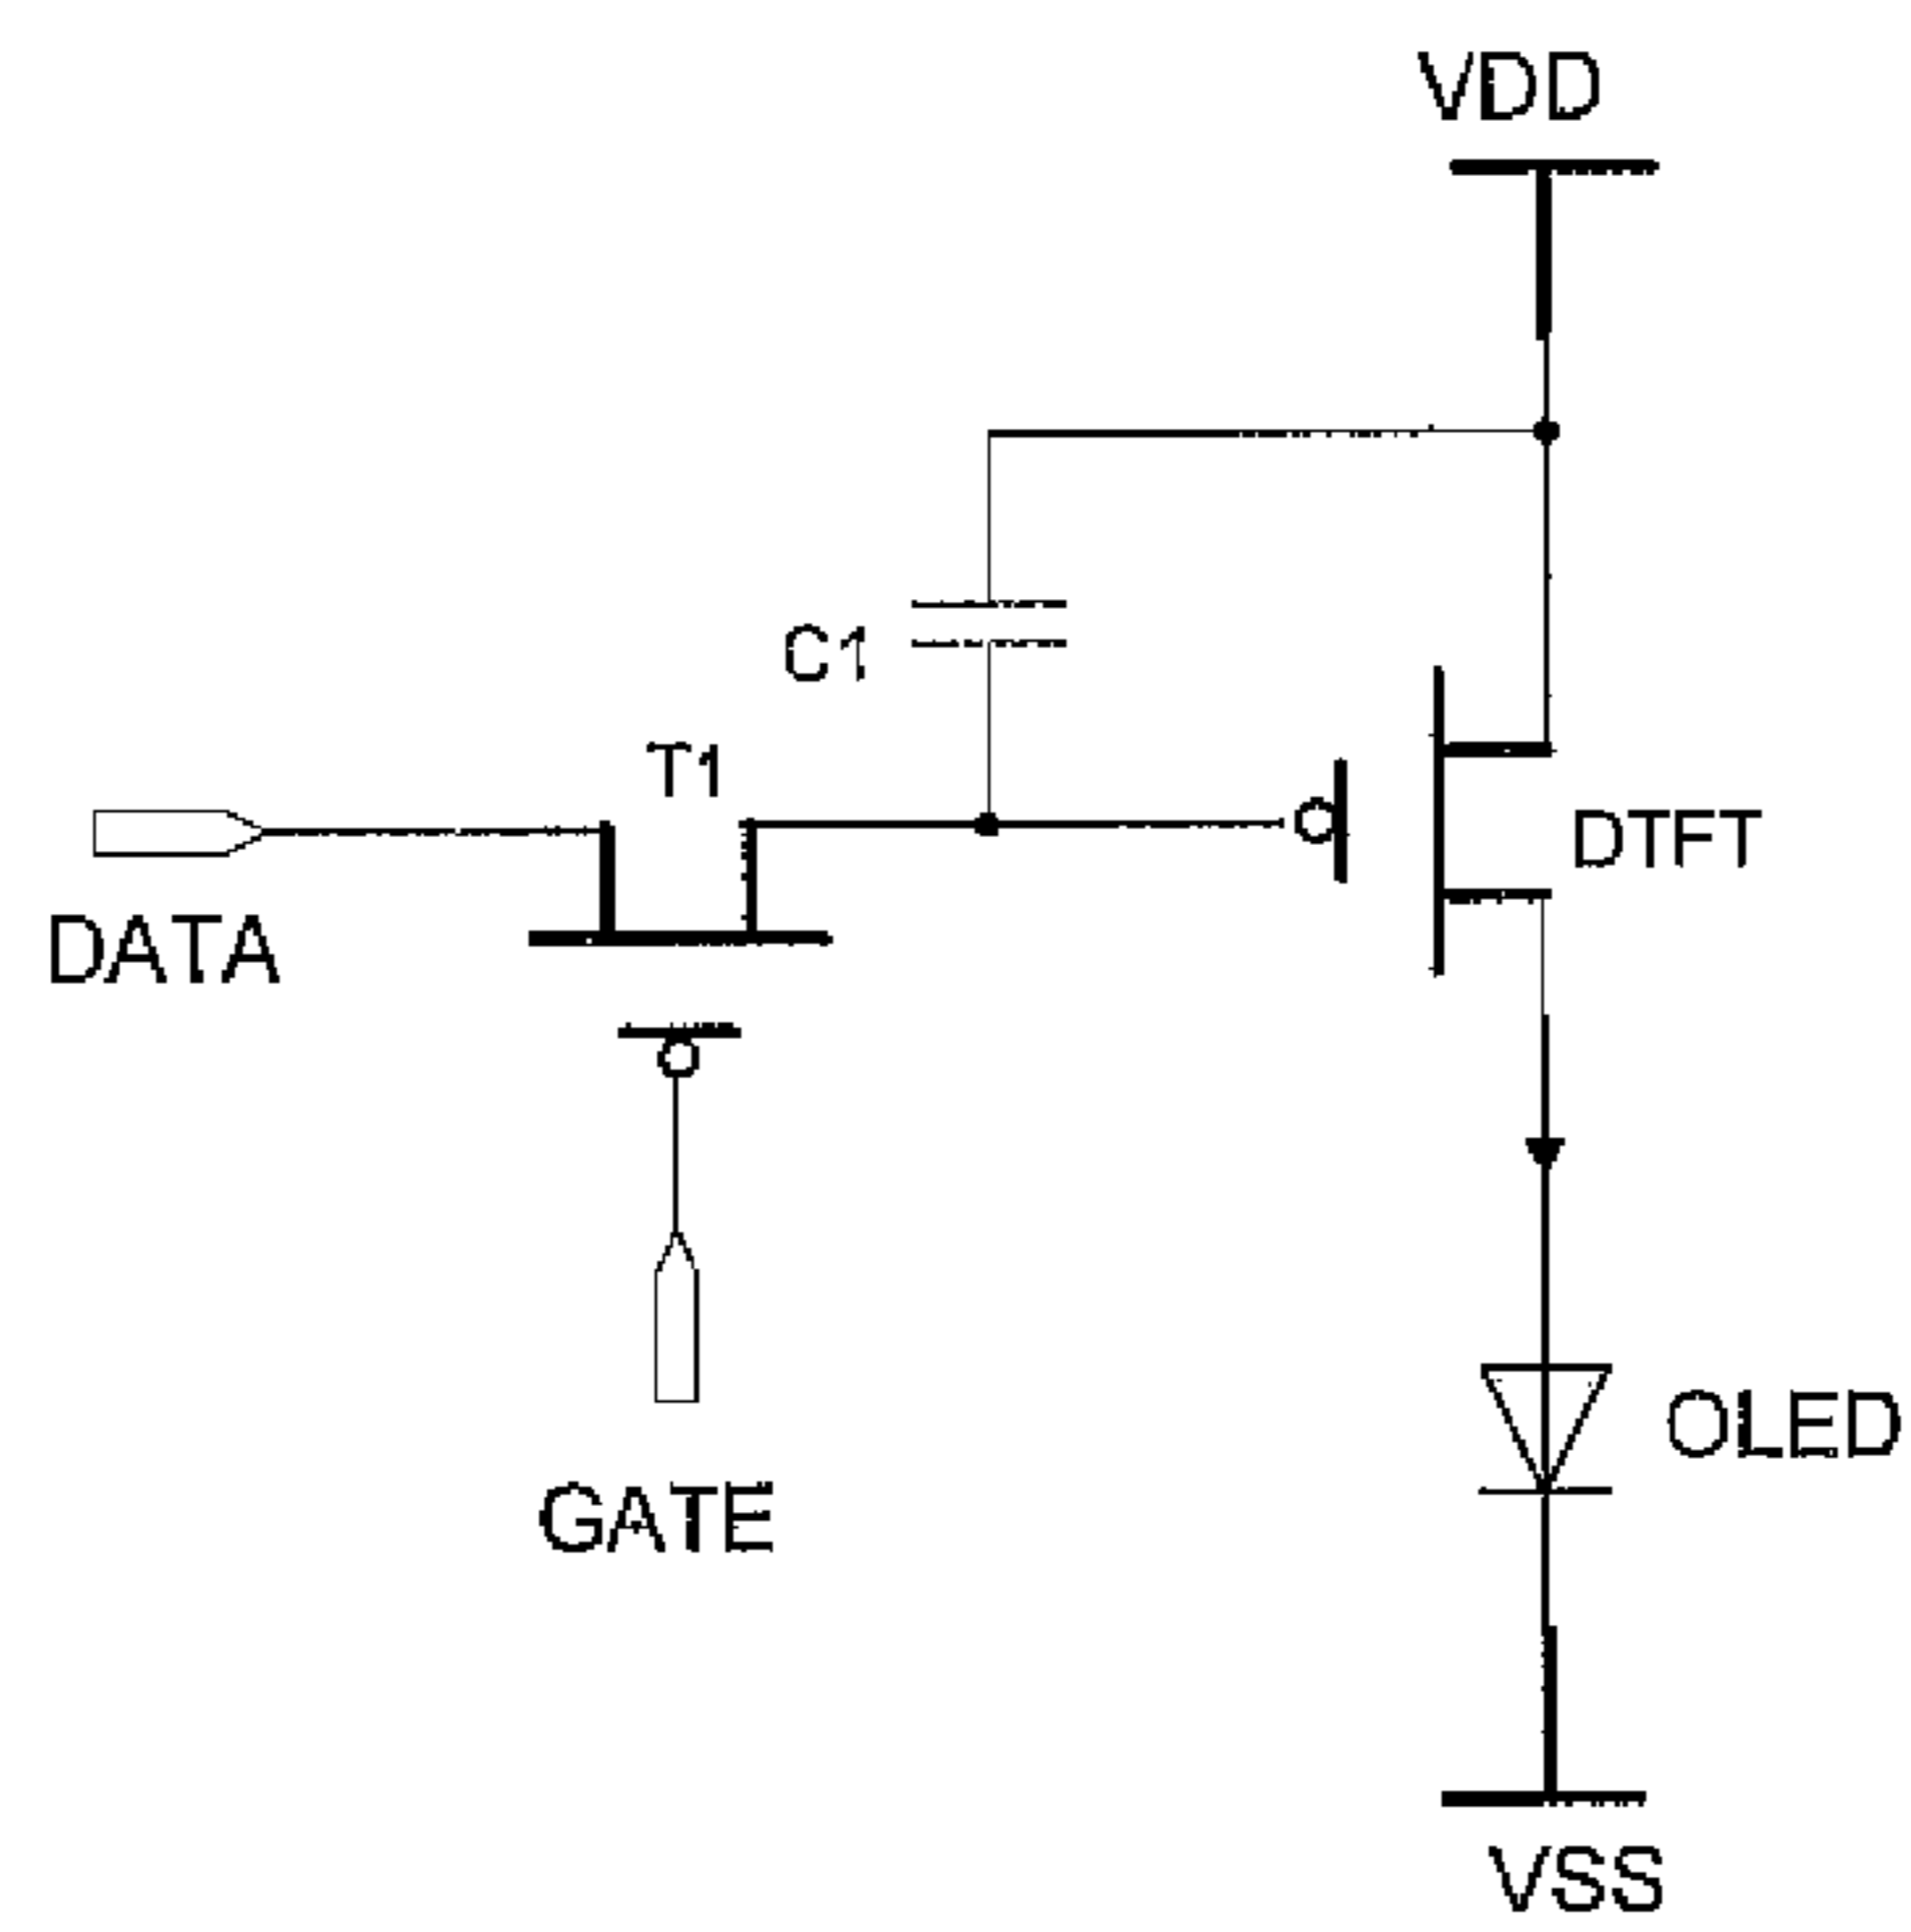 VDD
C1
T1
DTFT
DATA
OLED
GATE
VSS